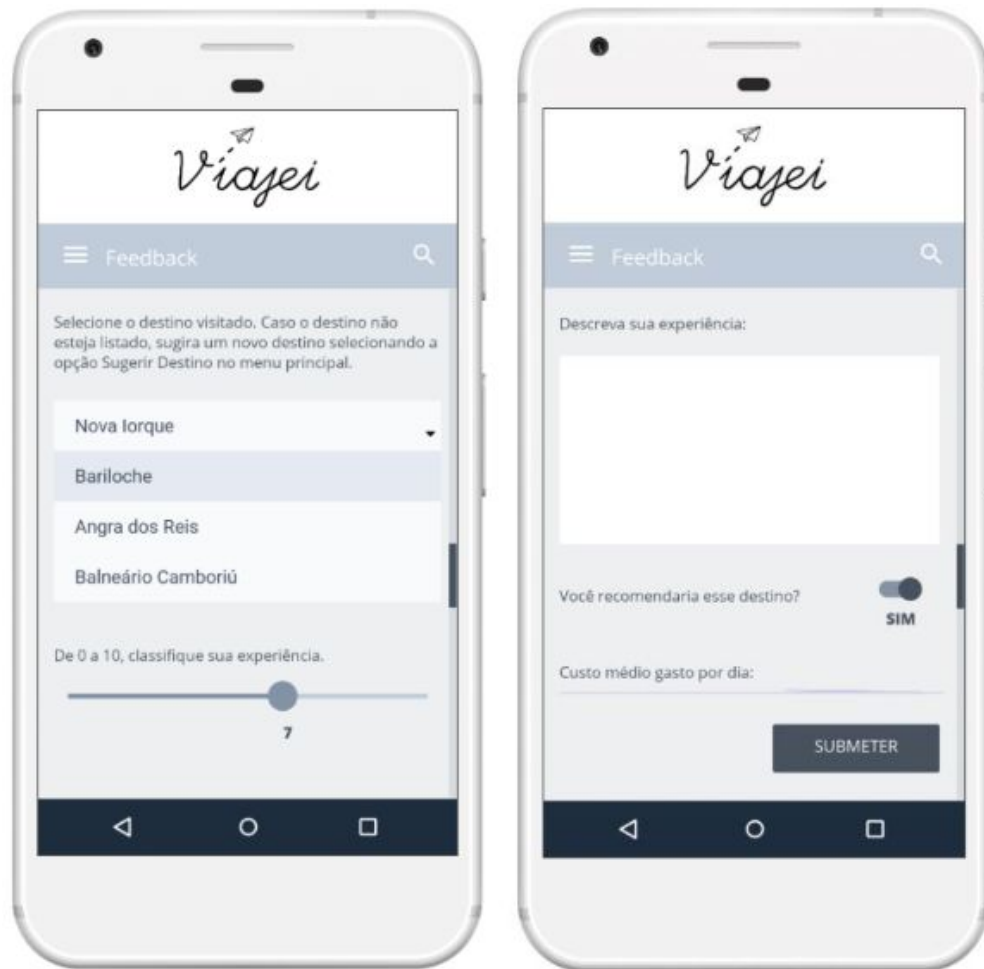 Viajei
Feedback
Selecione o destino visitado. Caso o destino não
esteja listado, sugira um novo destino selecionando a
opção Sugerir Destino no menu principal.
Nova Iorque
Bariloche
Angra dos Reis
Balneário Camboriú
De 0 a 10, classifique sua experiência.
7
Viajei
Feedback
Descreva sua experiência:
Você recomendaria esse destino?
SIM
Custo médio gasto por dia:
SUBMETER